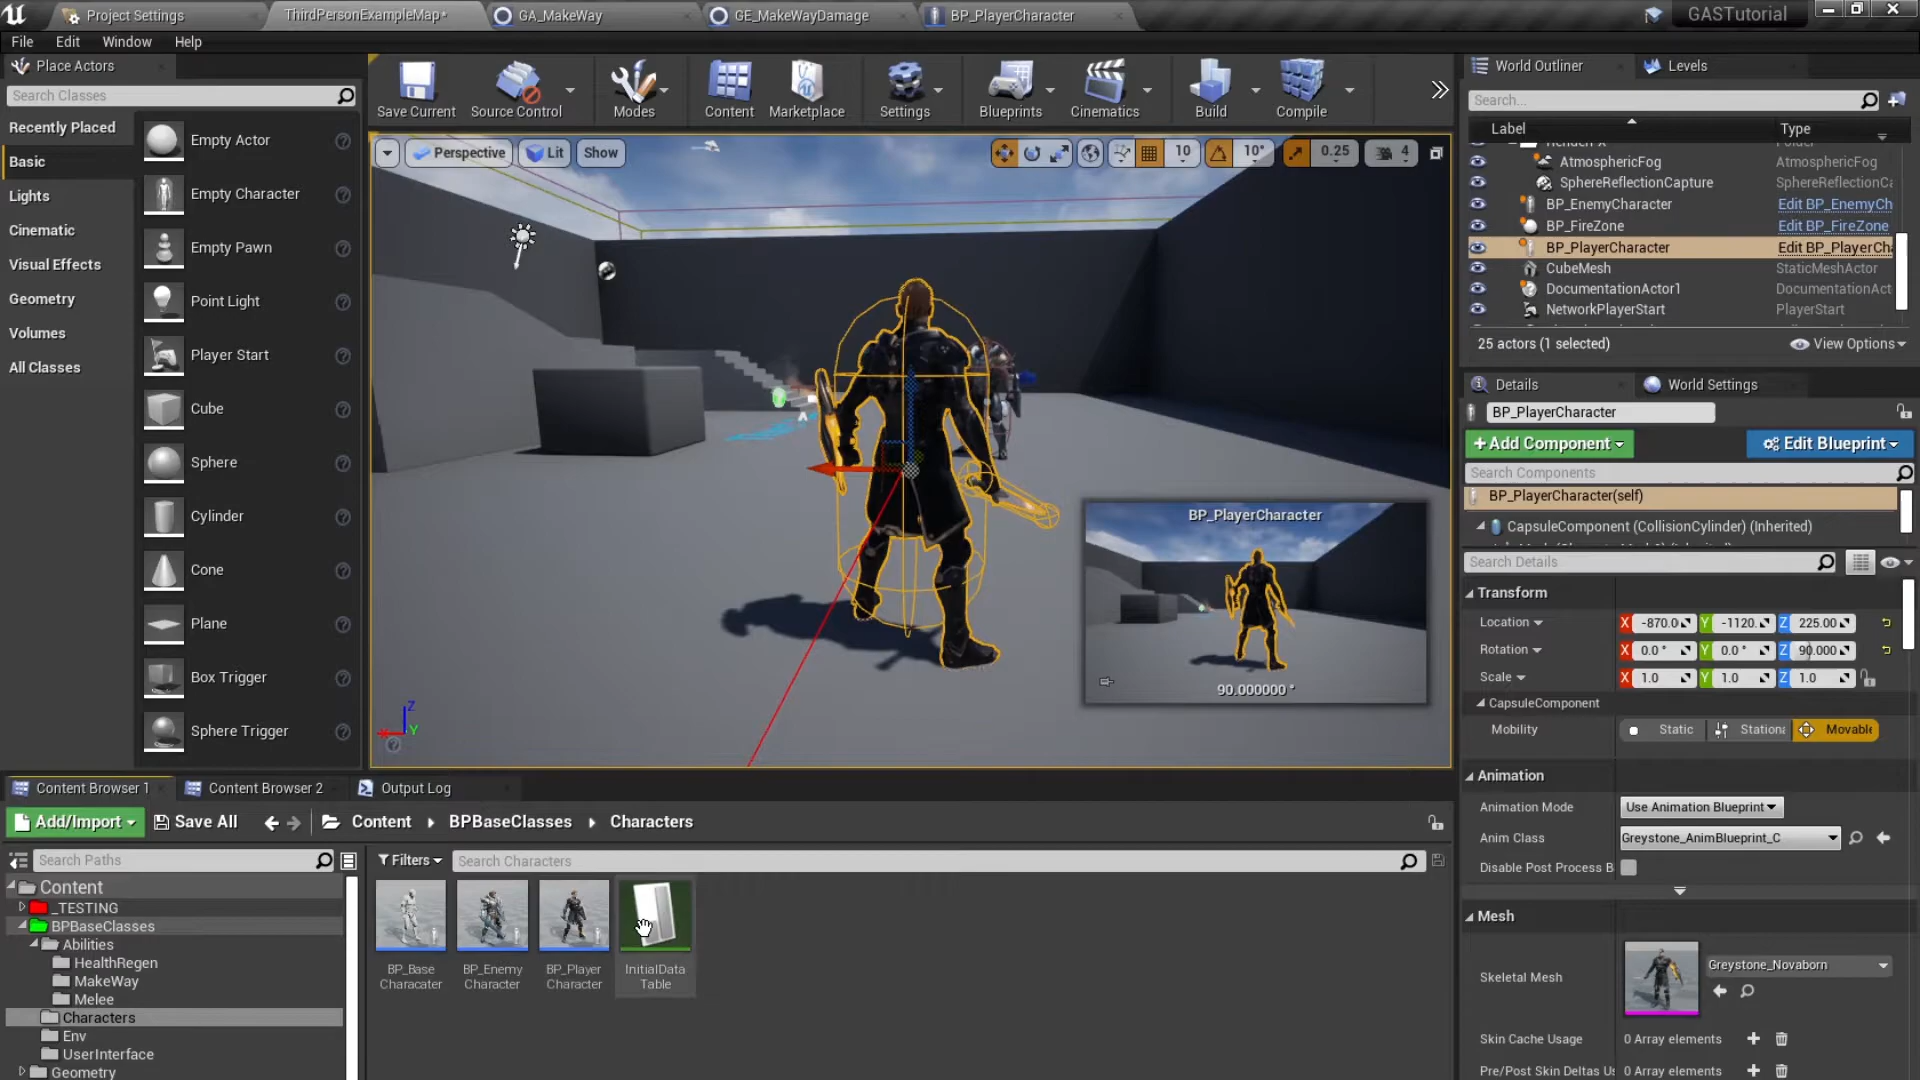 Project Settings
ThirdPersonExampleMap*
GA_MakeWay
GE_MakeWayDamage
BP_PlayerCharacter
GASTutorial
File Edit Window Help
Place Actors
Search Classes
Recently Placed
Basic
Lights
Cinematic
Visual Effects
Geometry
Volumes
All Classes
Empty Actor
Empty Character
Empty Pawn
Point Light
Player Start
Cube
Sphere
Cylinder
Cone
Plane
Box Trigger
Sphere Trigger
Save Current
Source Control
Modes
Content
Marketplace
Settings
Blueprints
Cinematics
Build
Compile
Perspective
Lit
Show
10
10°
0.25
4
BP_PlayerCharacter
90.000000 °
Z
X
Y
World Outliner
Levels
Search...
Label Type
AtmosphericFog AtmosphericFog
SphereReflectionCapture SphereReflectionCa
BP_EnemyCharacter Edit BP_EnemyCh
BP_FireZone Edit BP_FireZone
BP_PlayerCharacter Edit BP_PlayerCha
CubeMesh StaticMeshActor
DocumentationActor1 DocumentationAct
NetworkPlayerStart PlayerStart
25 actors (1 selected)
View Options
Details
World Settings
BP_PlayerCharacter
+Add Component
Edit Blueprint
Search Components
BP_PlayerCharacter(self)
CapsuleComponent (CollisionCylinder) (Inherited)
Search Details
Transform
Location X -870.0 Y -1120. Z 225.00
Rotation X 0.0 ° Y 0.0 ° Z 90.000
Scale X 1.0 Y 1.0 Z 1.0
CapsuleComponent
Mobility Static Stationa Movable
Animation
Animation Mode Use Animation Blueprint
Anim Class Greystone_AnimBlueprint_C
Disable Post Process B
Mesh
Skeletal Mesh Greystone_Novaborn
Skin Cache Usage 0 Array elements
Pre/Post Skin Deltas Us 0 Array elements
Content Browser 1
Content Browser 2
Output Log
Add/Import
Save All
Content
BPBaseClasses
Characters
Search Paths
Filters
Search Characters
Content
_TESTING
BPBaseClasses
Abilities
HealthRegen
MakeWay
Melee
Characters
Env
UserInterface
Geometry
BP_Base
Characater
BP_Enemy
Character
BP_Player
Character
InitialData
Table